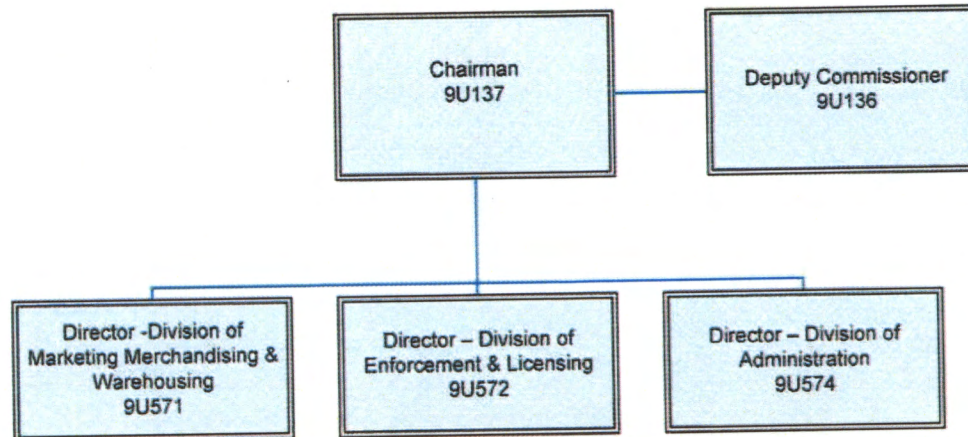 Chairman
9U137
Deputy Commissioner
9U136
Director -Division of
Marketing Merchandising &
Warehousing
9U571
Director – Division of
Enforcement & Licensing
9U572
Director – Division of
Administration
9U574